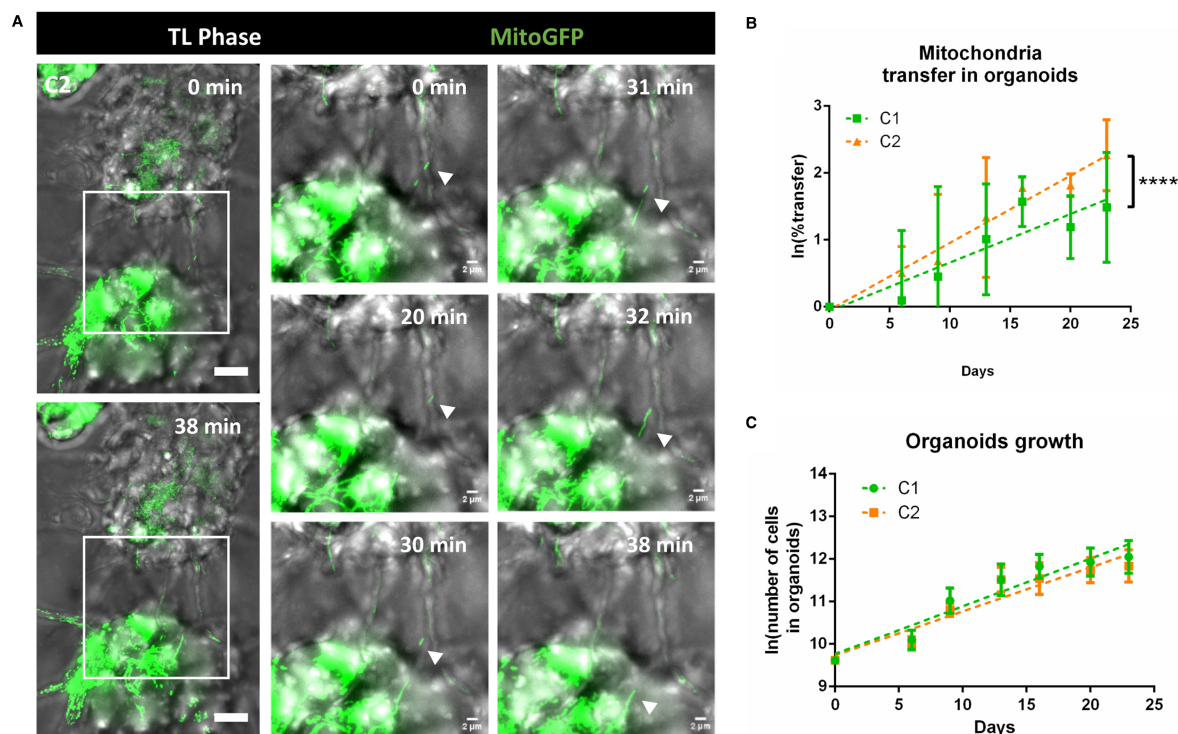 A
TL Phase
MitoGFP
C2
0 min
38 min
0 min
2 µm
31 min
2 µm
20 min
2 µm
32 min
2 µm
30 min
2 µm
38 min
2 µm
B
Mitochondria
transfer in organoids
C1
C2
ln(%transfer)
3
2
1
0
0
5
10
15
20
25
Days
****
C
Organoids growth
C1
C2
ln(number of cells
in organoids)
14
13
12
11
10
9
0
5
10
15
20
25
Days